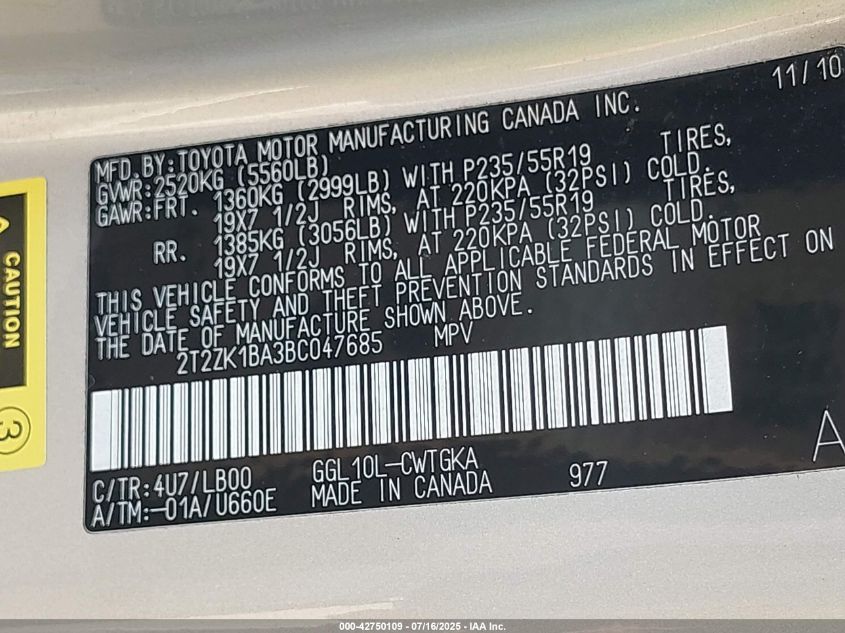 11/10
MFD.BY:TOYOTA MOTOR MANUFACTURING CANADA INC.
GVWR:2520KG (5560LB)
GAWR:FRT. 1360KG (2999LB) WITH P235/55R19 TIRES,
19X7 1/2J RIMS, AT 220KPA (32PSI) COLD.
RR. 1385KG (3056LB) WITH P235/55R19 TIRES,
19X7 1/2J RIMS, AT 220KPA (32PSI) COLD.
THIS VEHICLE CONFORMS TO ALL APPLICABLE FEDERAL MOTOR
VEHICLE SAFETY AND THEFT PREVENTION STANDARDS IN EFFECT ON
THE DATE OF MANUFACTURE SHOWN ABOVE.
2T2ZK1BA3BC047685 MPV
C/TR:4U7/LB00 GGL10L-CWTGKA 977
A/TM:-01A/U660E MADE IN CANADA
A
CAUTION
3
000-42750109 - 07/16/2025 - IAA Inc.